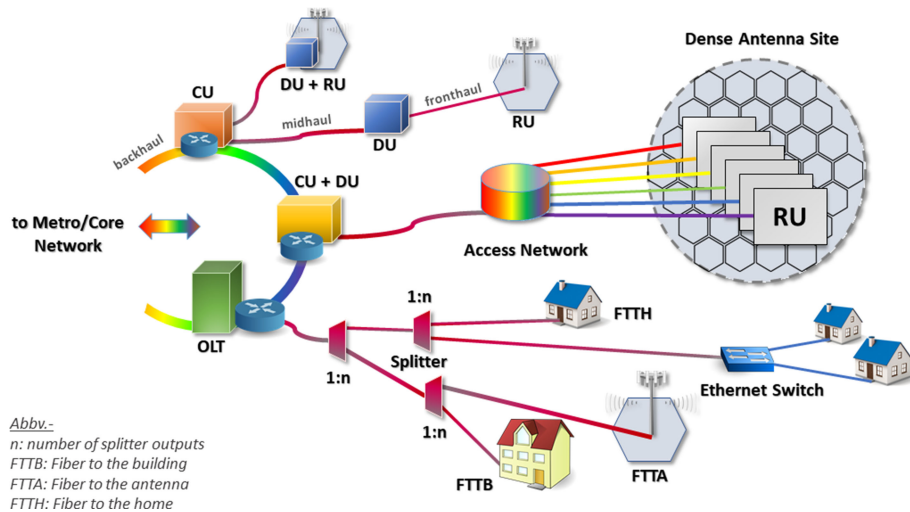 Dense Antenna Site
CU
DU + RU
fronthaul
midhaul
backhaul
DU
RU
CU + DU
to Metro/Core
Network
RU
Access Network
OLT
1:n
FTTH
Splitter
1:n
Ethernet Switch
1:n
FTTB
FTTA
Abbv.-
n: number of splitter outputs
FTTB: Fiber to the building
FTTA: Fiber to the antenna
FTTH: Fiber to the home